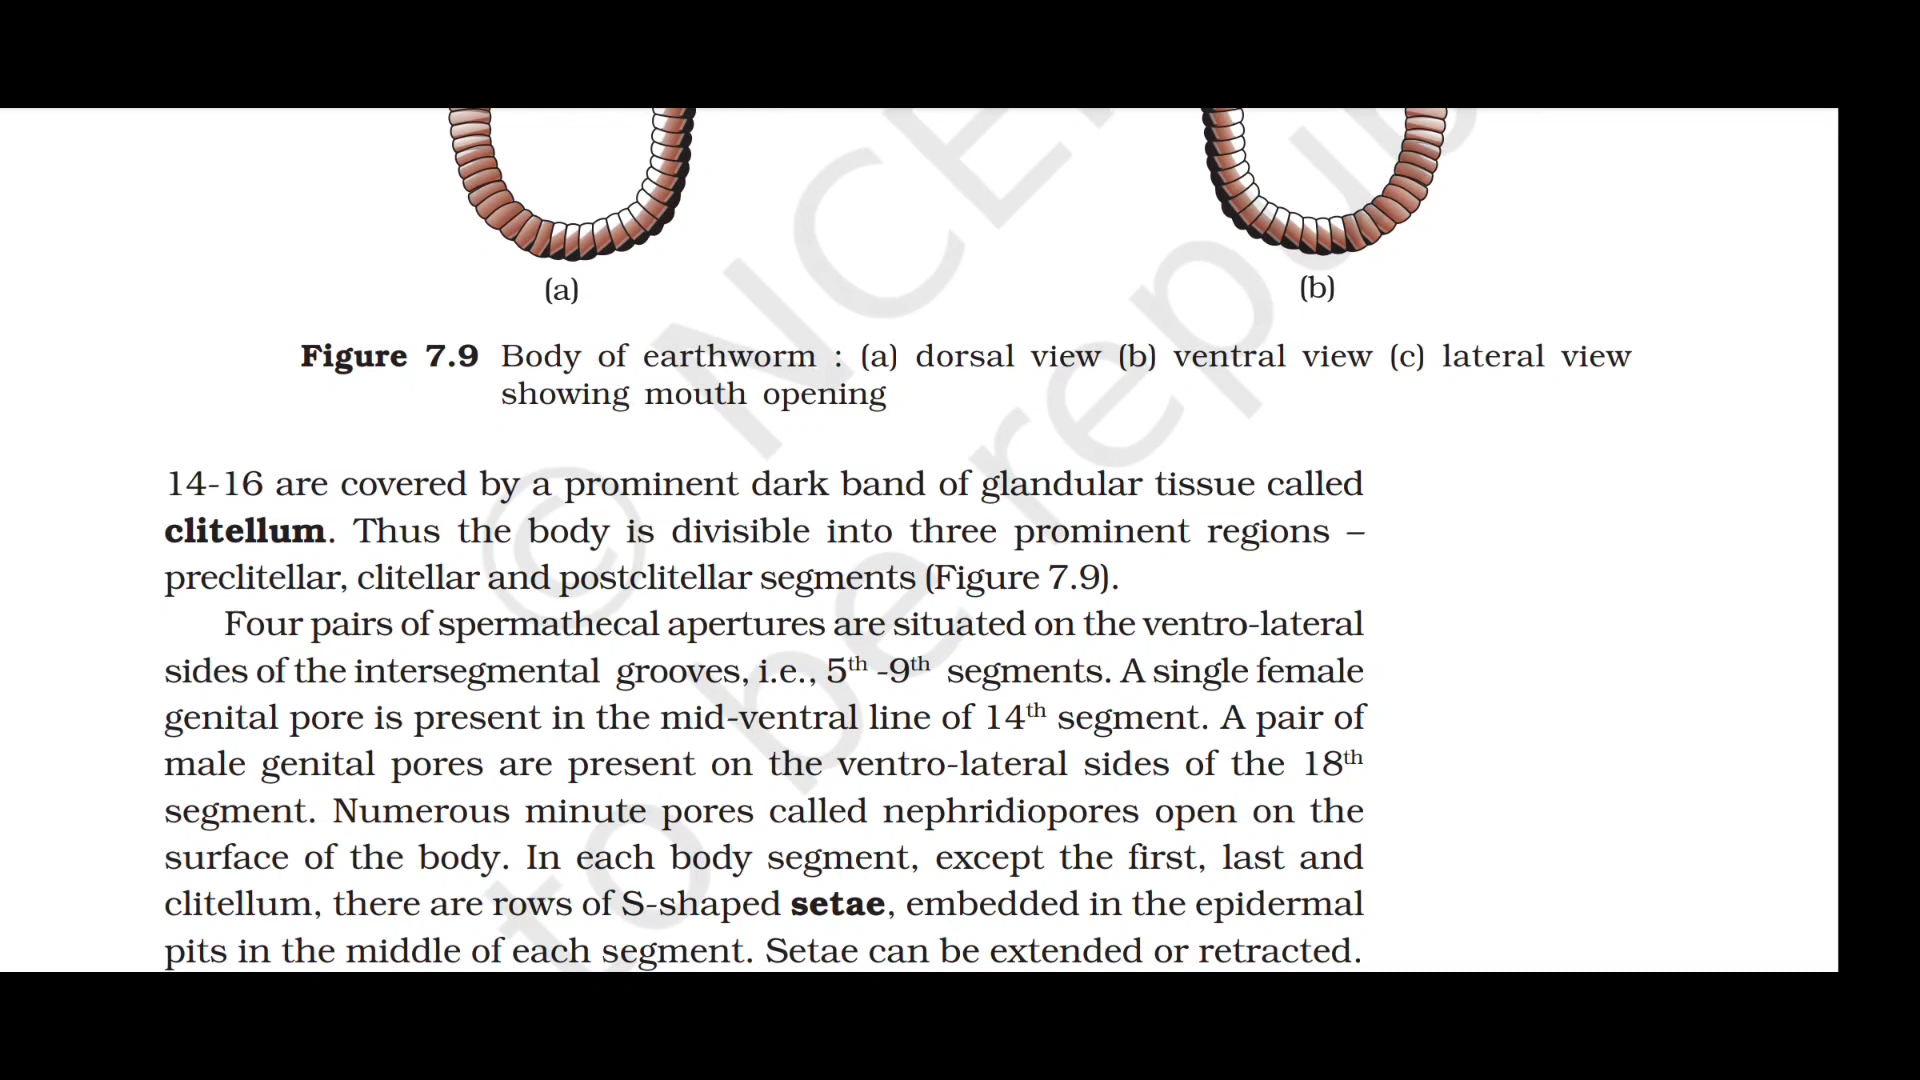 (a)
(b)
Figure 7.9 Body of earthworm : (a) dorsal view (b) ventral view (c) lateral view
showing mouth opening
14-16 are covered by a prominent dark band of glandular tissue called
clitellum. Thus the body is divisible into three prominent regions –
preclitellar, clitellar and postclitellar segments (Figure 7.9).
Four pairs of spermathecal apertures are situated on the ventro-lateral
sides of the intersegmental grooves, i.e., 5th -9th segments. A single female
genital pore is present in the mid-ventral line of 14th segment. A pair of
male genital pores are present on the ventro-lateral sides of the 18th
segment. Numerous minute pores called nephridiopores open on the
surface of the body. In each body segment, except the first, last and
clitellum, there are rows of S-shaped setae, embedded in the epidermal
pits in the middle of each segment. Setae can be extended or retracted.
© NCE
to be repu